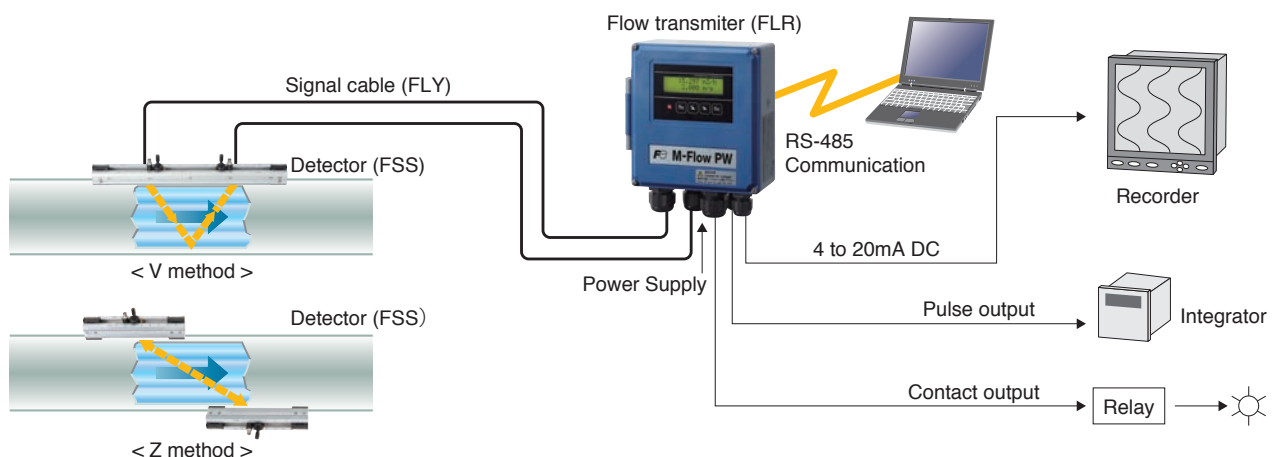 Flow transmiter (FLR)
Signal cable (FLY)
Detector (FSS)
< V method >
Detector (FSS)
< Z method >
M-Flow PW
RS-485
Communication
Recorder
4 to 20mA DC
Power Supply
Pulse output
Integrator
Contact output
Relay